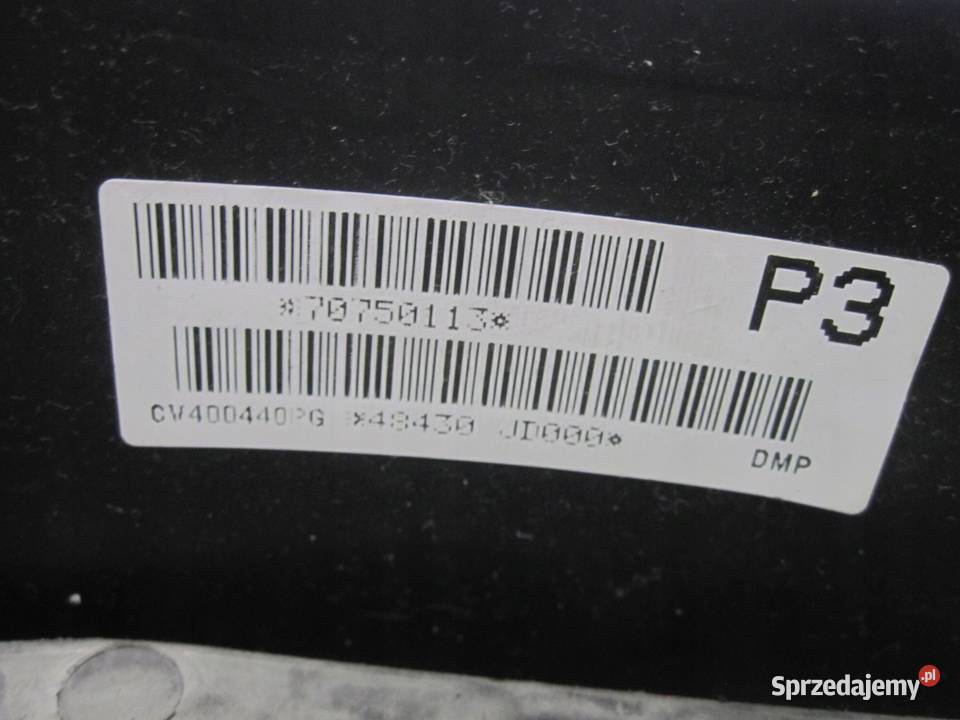 P3
*70750113*
CV400440PG *48430 JD000*
DMP
Sprzedajemy.pl